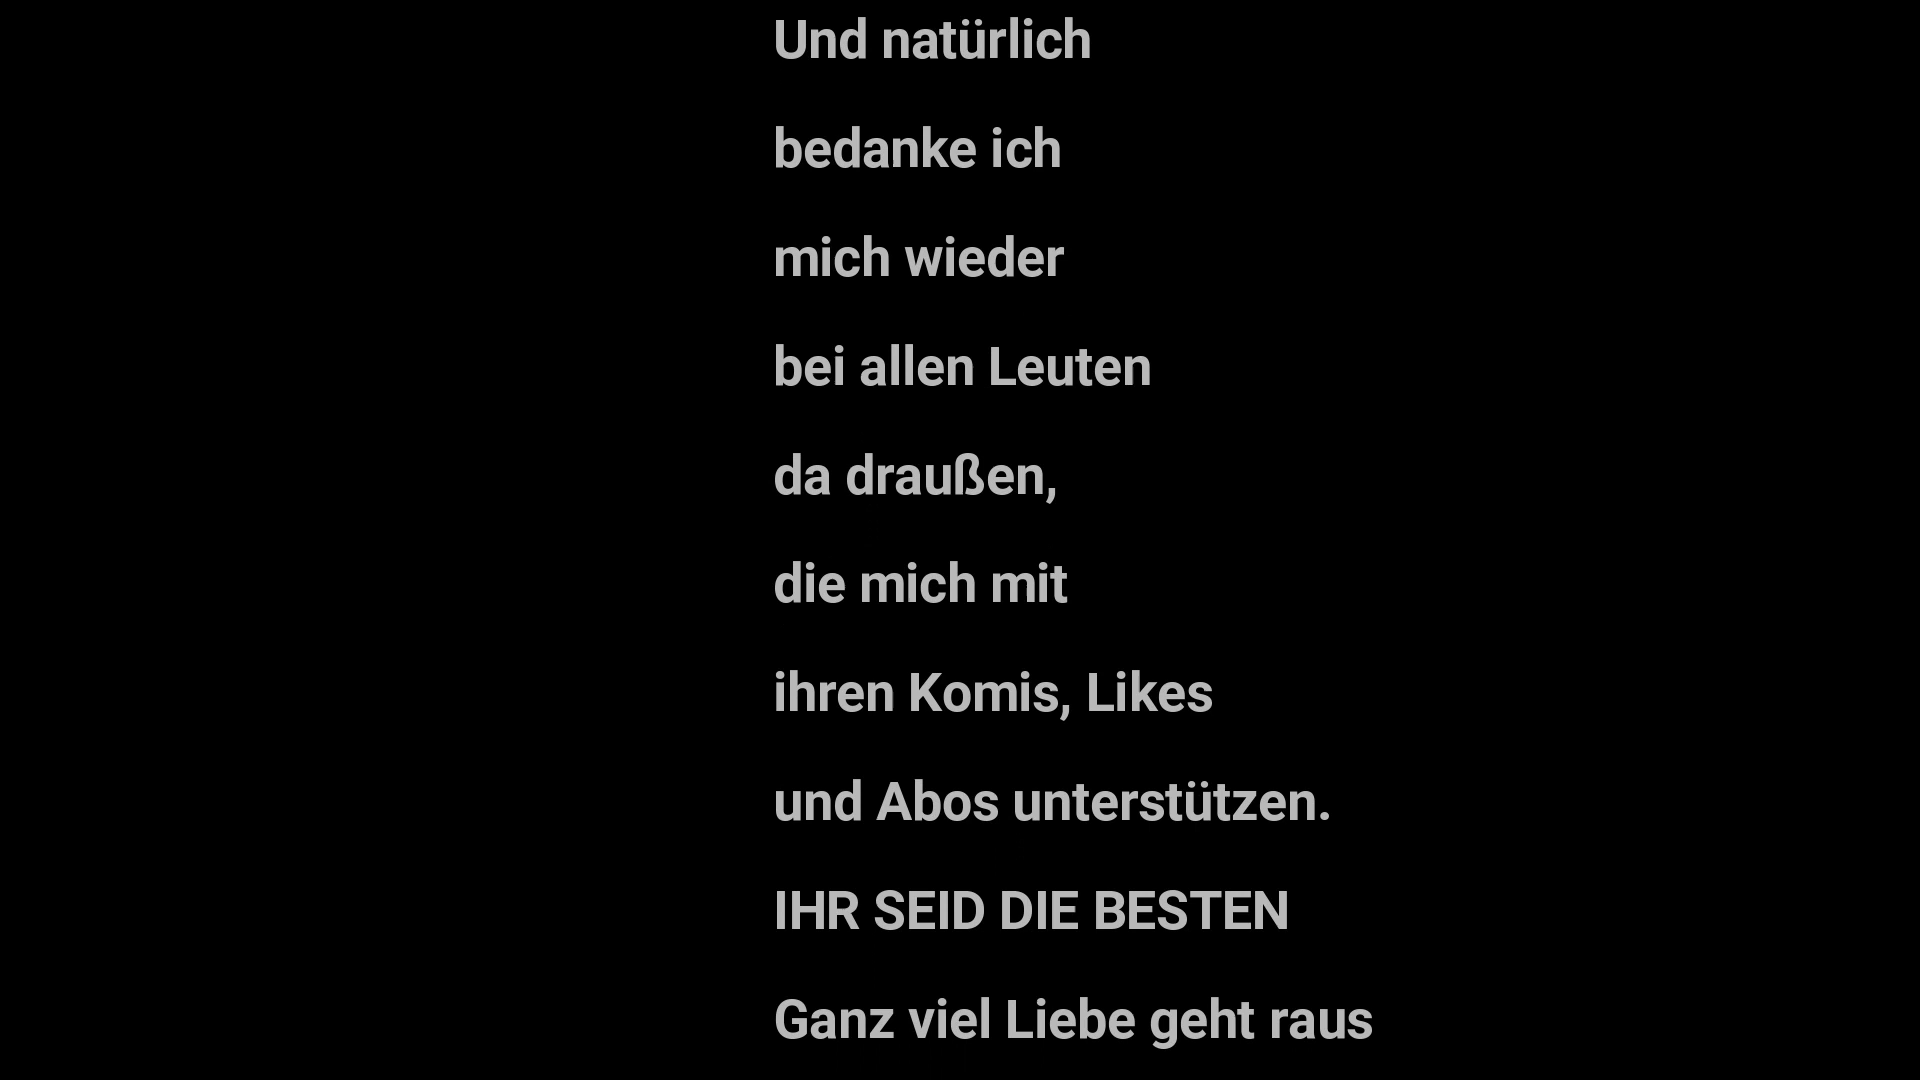 Und natürlich
bedanke ich
mich wieder
bei allen Leuten
da draußen,
die mich mit
ihren Komis, Likes
und Abos unterstützen.
IHR SEID DIE BESTEN
Ganz viel Liebe geht raus